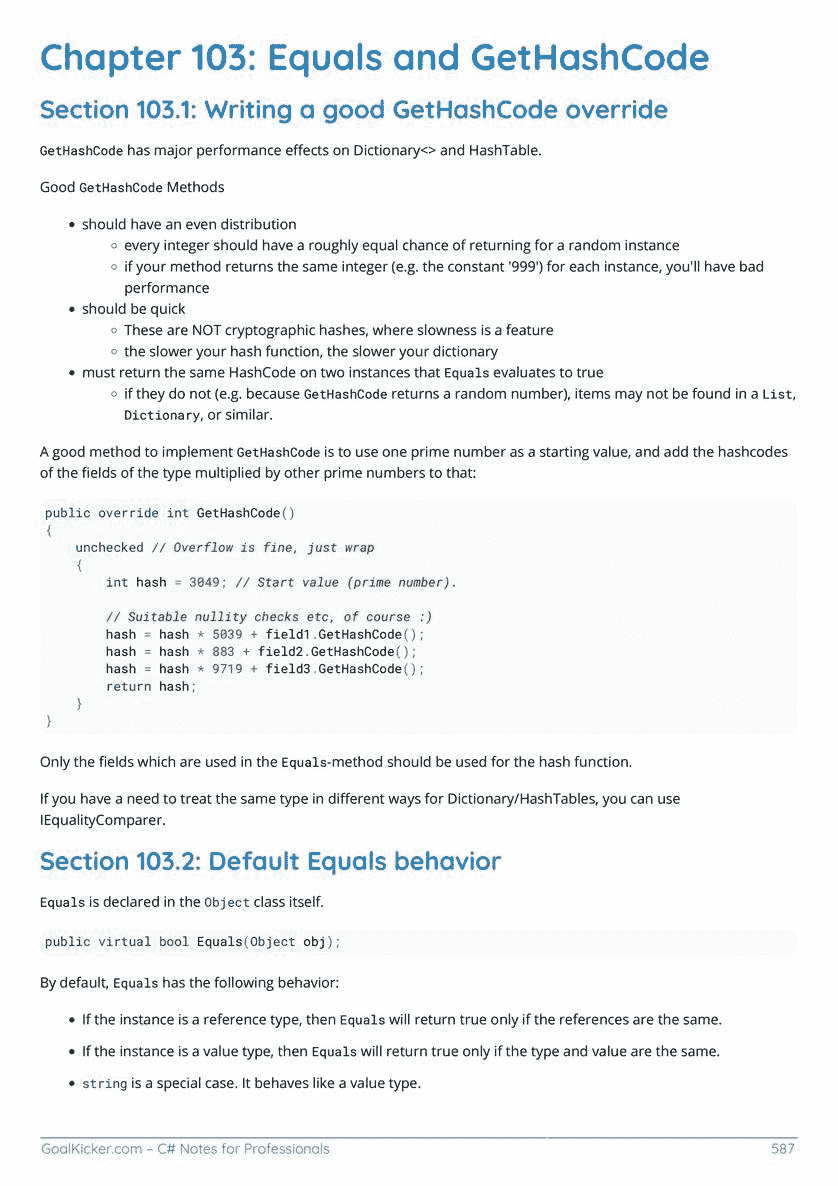 Chapter 103: Equals and GetHashCode
Section 103.1: Writing a good GetHashCode override
GetHashCode has major performance effects on Dictionary<> and HashTable.
Good GetHashCode Methods
• should have an even distribution
○ every integer should have a roughly equal chance of returning for a random instance
○ if your method returns the same integer (e.g. the constant '999') for each instance, you'll have bad
performance
• should be quick
○ These are NOT cryptographic hashes, where slowness is a feature
○ the slower your hash function, the slower your dictionary
• must return the same HashCode on two instances that Equals evaluates to true
○ if they do not (e.g. because GetHashCode returns a random number), items may not be found in a List,
Dictionary, or similar.
A good method to implement GetHashCode is to use one prime number as a starting value, and add the hashcodes
of the fields of the type multiplied by other prime numbers to that:
public override int GetHashCode()
{
    unchecked // Overflow is fine, just wrap
    {
        int hash = 3049; // Start value (prime number).
        // Suitable nullity checks etc, of course :)
        hash = hash * 5039 + field1.GetHashCode();
        hash = hash * 883 + field2.GetHashCode();
        hash = hash * 9719 + field3.GetHashCode();
        return hash;
    }
}
Only the fields which are used in the Equals-method should be used for the hash function.
If you have a need to treat the same type in different ways for Dictionary/HashTables, you can use
IEqualityComparer.
Section 103.2: Default Equals behavior
Equals is declared in the Object class itself.
public virtual bool Equals(Object obj);
By default, Equals has the following behavior:
• If the instance is a reference type, then Equals will return true only if the references are the same.
• If the instance is a value type, then Equals will return true only if the type and value are the same.
• string is a special case. It behaves like a value type.
GoalKicker.com – C# Notes for Professionals
587